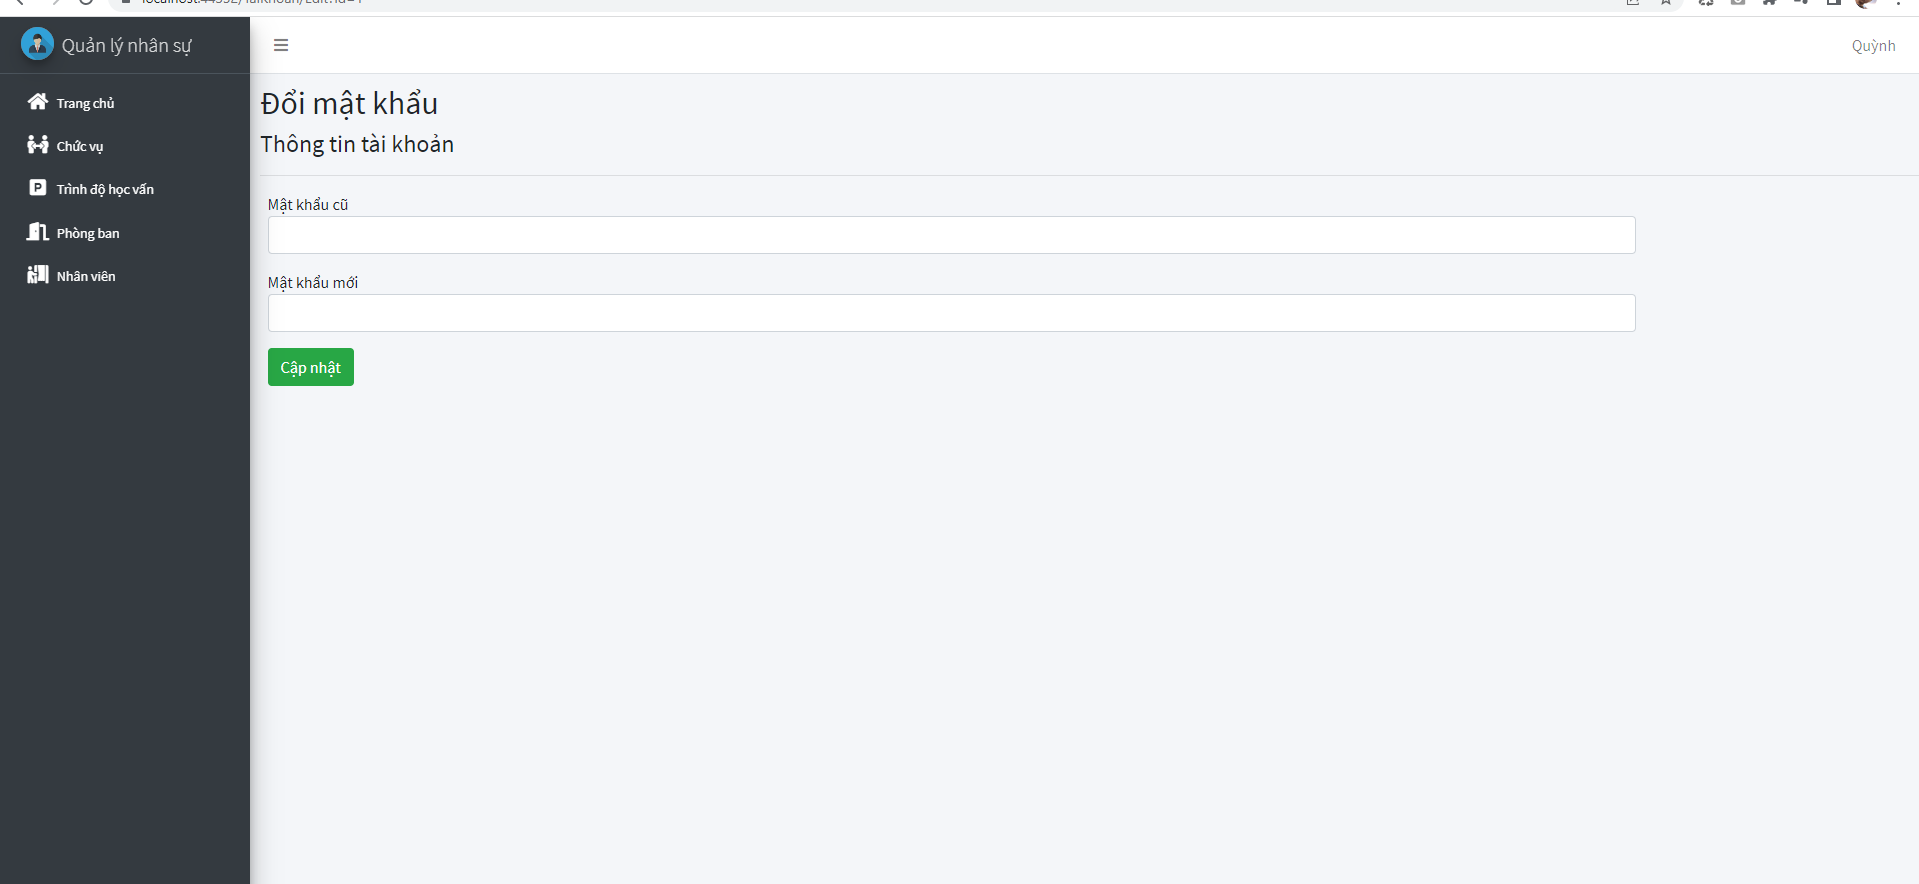 Quản lý nhân sự
Quỳnh
Trang chủ
Chức vụ
P Trình độ học vấn
Phòng ban
Nhân viên
Đổi mật khẩu
Thông tin tài khoản
Mật khẩu cũ
Mật khẩu mới
Cập nhật